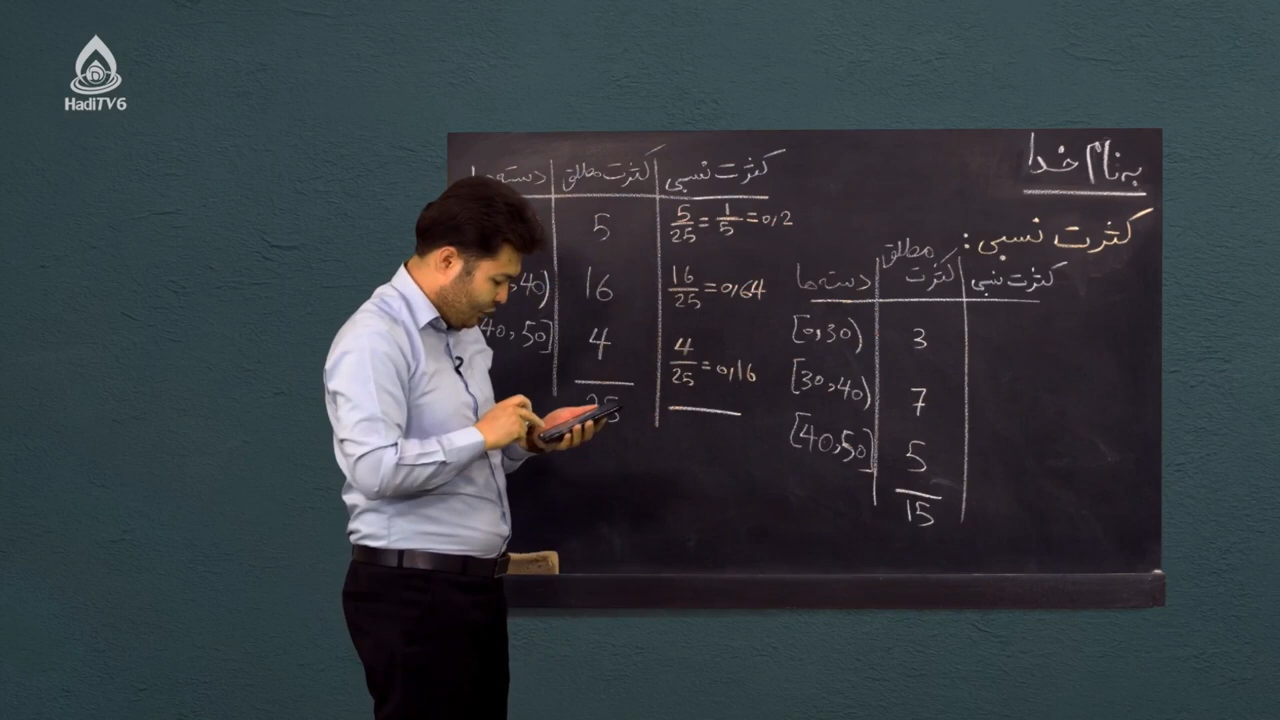 HadiTV6
به نام خدا
کثرت نسبی:
دسته ها کثرت مطلق کثرت نسبی
[0,30) 3
[30,40) 7
[40,50] 5
15
دسته ها کثرت مطلق کثرت نسبی
5 5/25 = 1/5 = 0,2
,40) 16 16/25 = 0,64
40,50] 4 4/25 = 0,16
25